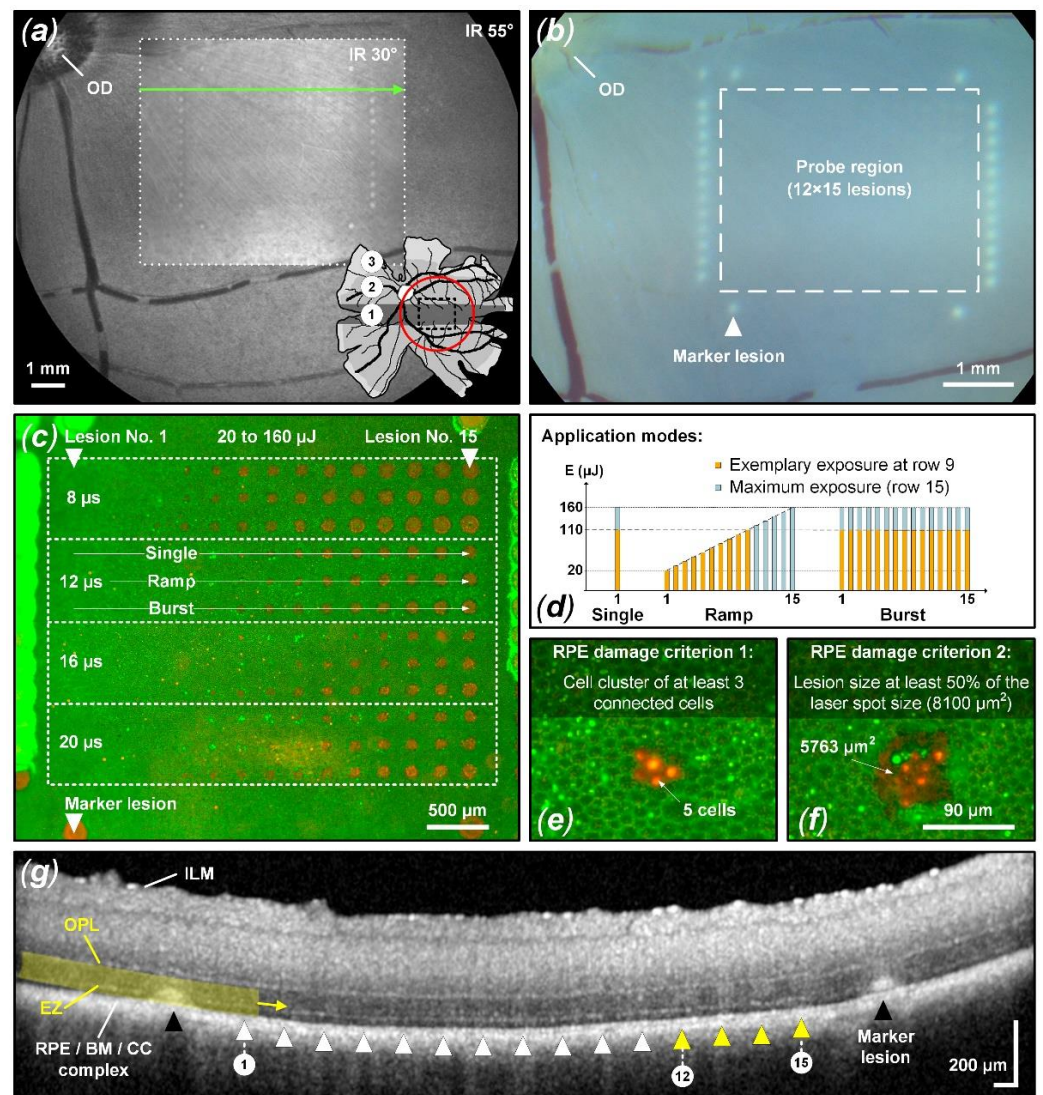 (a)
IR 55°
IR 30°
OD
3
2
1
1 mm
(b)
OD
Probe region
(12×15 lesions)
Marker lesion
1 mm
(c)
Lesion No. 1
20 to 160 µJ
Lesion No. 15
8 µs
Single
12 µs
Ramp
Burst
16 µs
20 µs
Marker lesion
500 µm
Application modes:
E (µJ)
Exemplary exposure at row 9
Maximum exposure (row 15)
160
110
20
1
1
15
1
15
(d)
Single
Ramp
Burst
RPE damage criterion 1:
Cell cluster of at least 3
connected cells
5 cells
(e)
RPE damage criterion 2:
Lesion size at least 50% of the
laser spot size (8100 µm²)
5763 µm²
90 µm
(f)
(g)
ILM
OPL
EZ
RPE / BM / CC
complex
1
12
15
Marker
lesion
200 µm